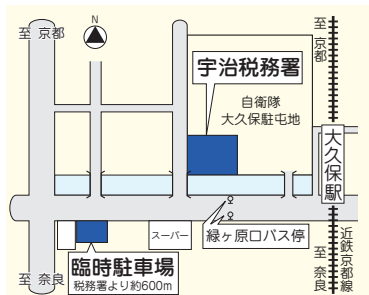 至 京都
N
至京都
宇治税務署
自衛隊
大久保駐屯地
大久保駅
スーパー
緑ヶ原口バス停
臨時駐車場
税務署より約600m
至 奈良
近鉄京都線
至 奈良